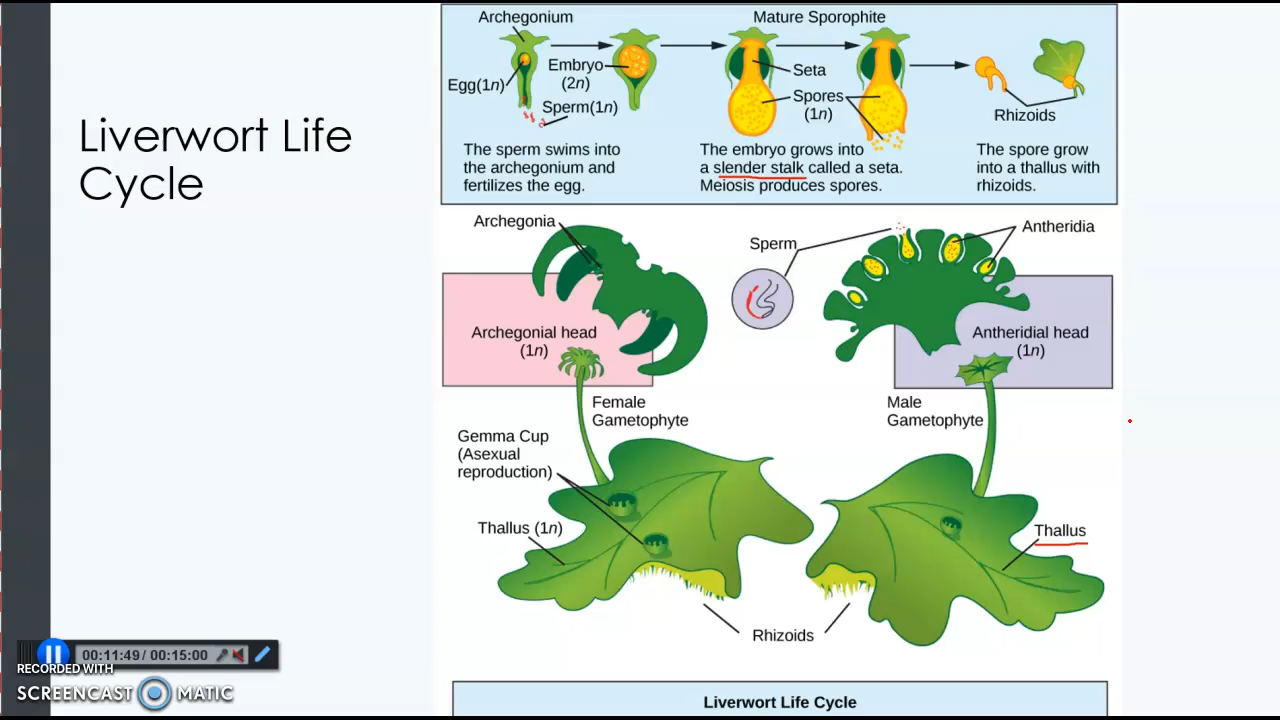 Liverwort Life
Cycle
Archegonium
Mature Sporophite
Egg(1n)
Embryo
(2n)
Sperm(1n)
Seta
Spores
(1n)
Rhizoids
The sperm swims into
the archegonium and
fertilizes the egg.
The embryo grows into
a slender stalk called a seta.
Meiosis produces spores.
The spore grow
into a thallus with
rhizoids.
Archegonia
Sperm
Antheridia
Archegonial head
(1n)
Antheridial head
(1n)
Female
Gametophyte
Male
Gametophyte
Gemma Cup
(Asexual
reproduction)
Thallus (1n)
Thallus
Rhizoids
00:11:49 / 00:15:00
RECORDED WITH
SCREENCAST MATIC
Liverwort Life Cycle